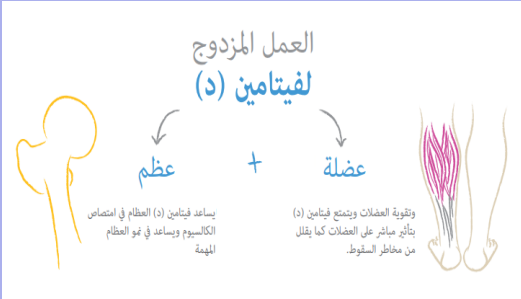 العمل المزدوج
لفيتامين (د)
عضلة
+
عظم
وتقوية العضلات ويتمتع فيتامين (د)
بتأثير مباشر على العضلات كما يقلل
من مخاطر السقوط.
يساعد فيتامين (د) العظام في امتصاص
الكالسيوم ويساعد في نمو العظام
المهمة